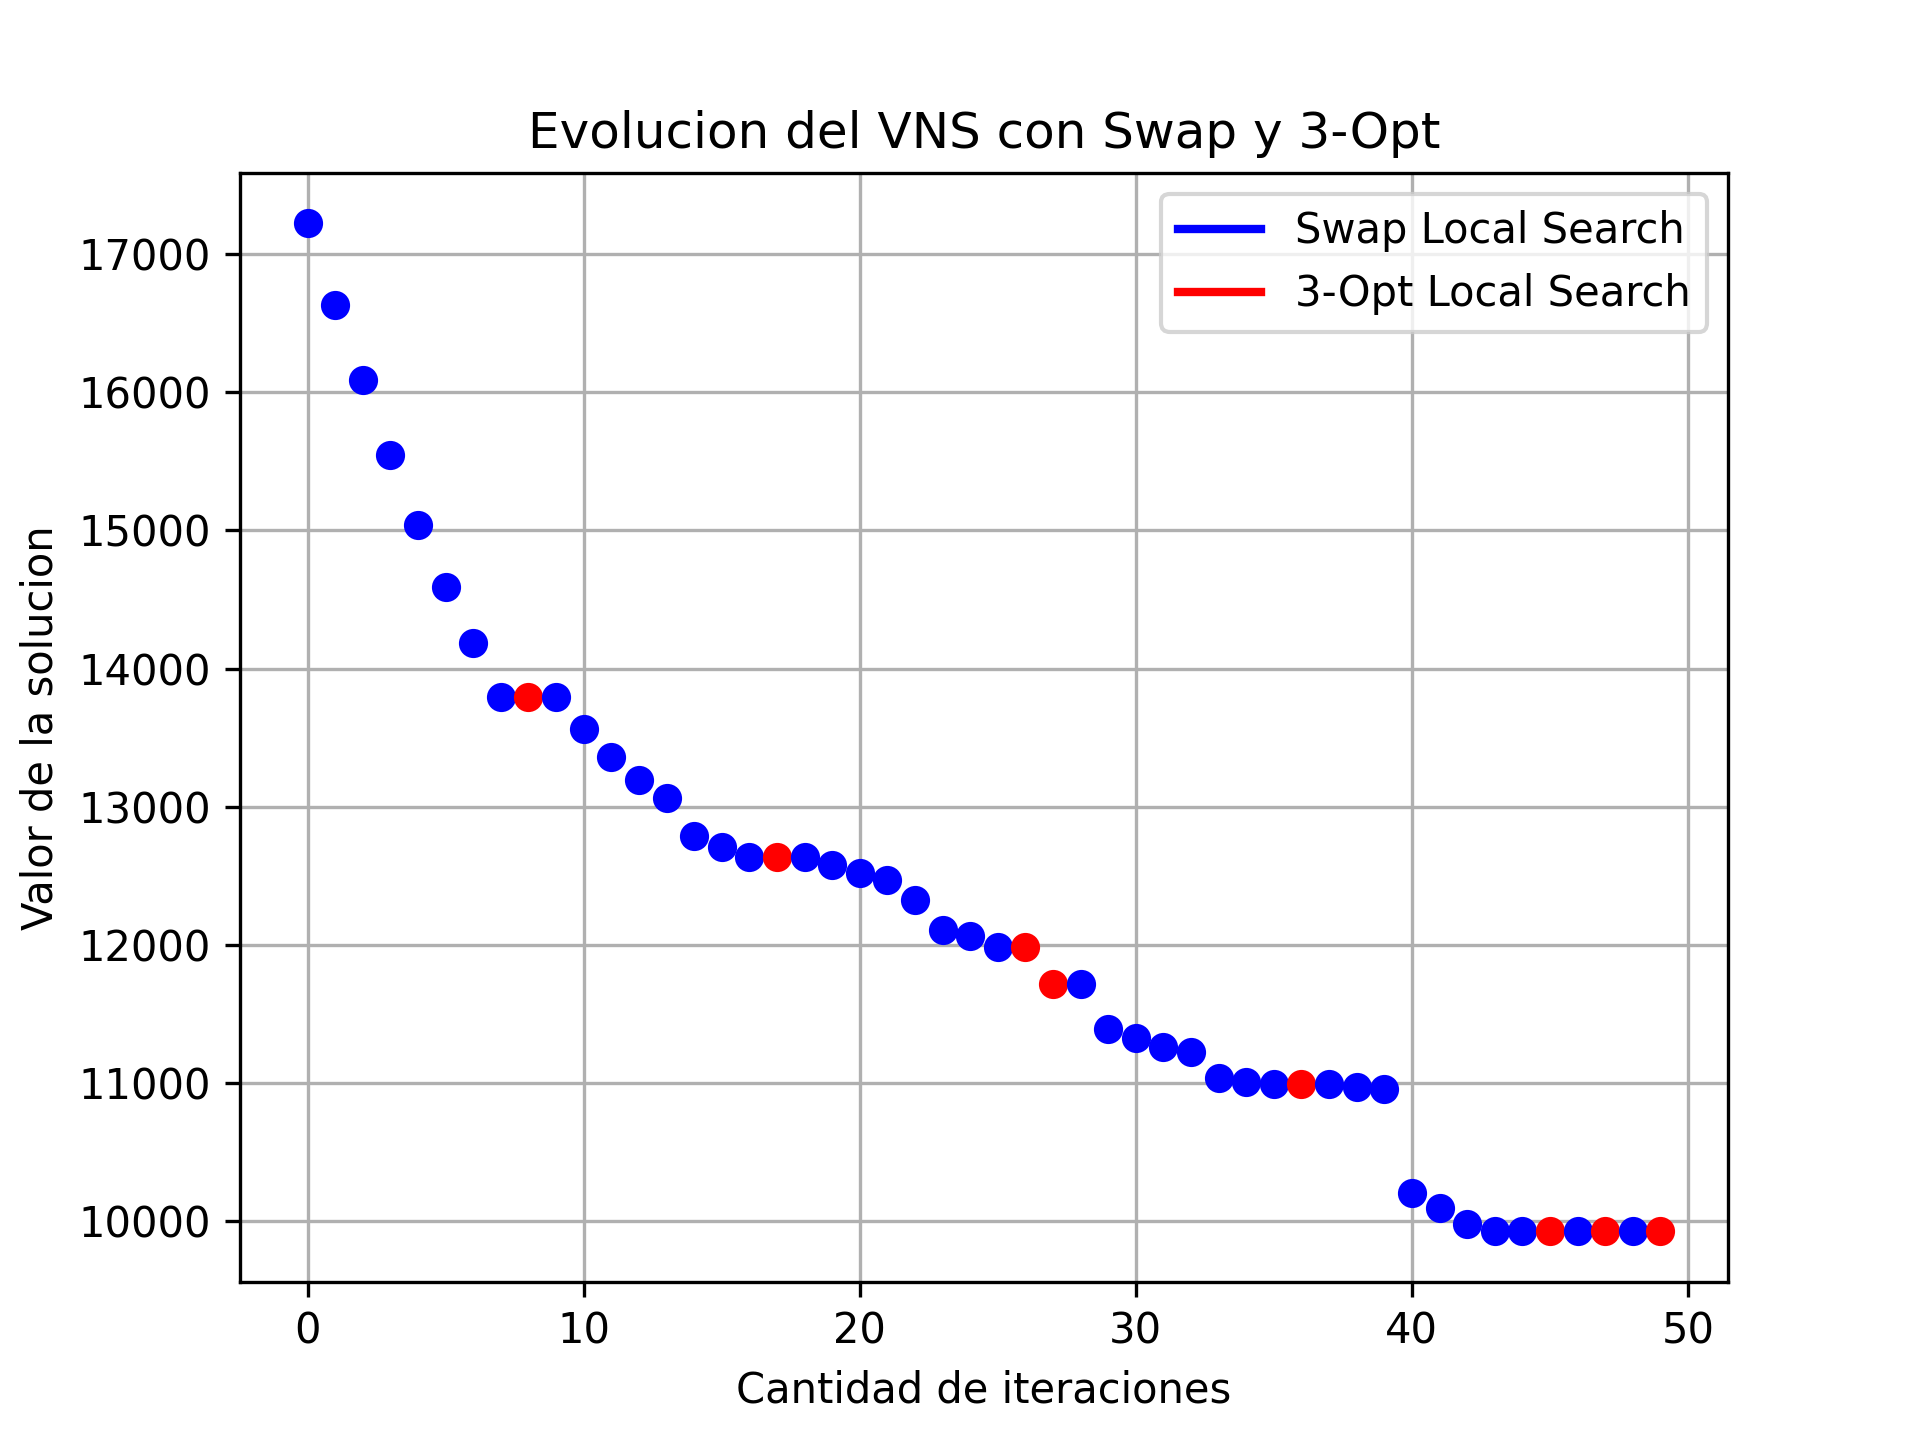 Evolucion del VNS con Swap y 3-Opt
Swap Local Search
3-Opt Local Search
Valor de la solucion
17000
16000
15000
14000
13000
12000
11000
10000
0 10 20 30 40 50
Cantidad de iteraciones